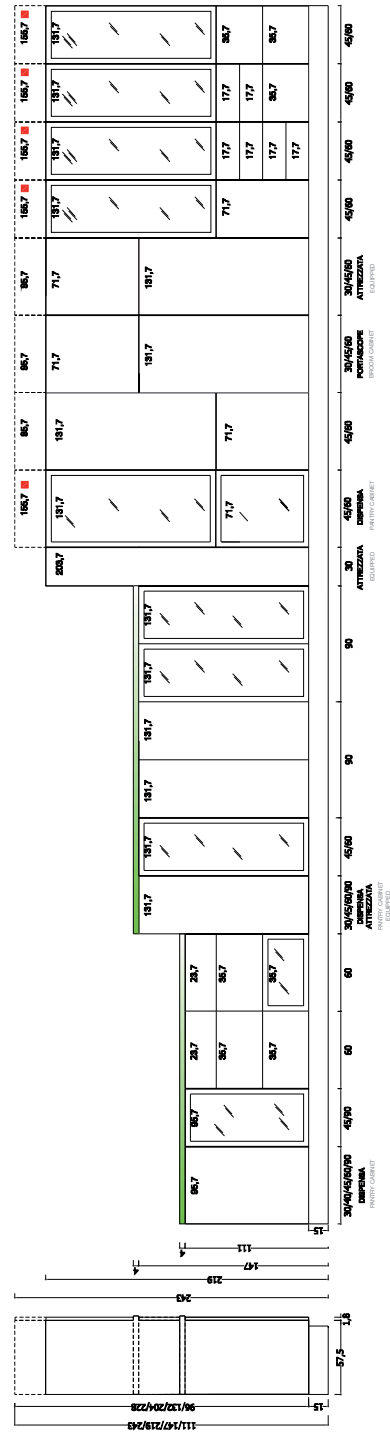 155,7 85,7 85,7 85,7 155,7 155,7 155,7 155,7
203,7 131,7 131,7 71,7 71,7 131,7 131,7 131,7 131,7
131,7 131,7 131,7 131,7 131,7 131,7 131,7 131,7
95,7 95,7 23,7 23,7
35,7 35,7 71,7 71,7 71,7 17,7 17,7 35,7
17,7 17,7
35,7 35,7 17,7 35,7 35,7
17,7
111/147/219/243
96/132/204/228
15
57,5
1,8
243
219
147
4
111
4
15
30/40/45/60/90
DISPENSA
PANTRY CABINET
45/90
60
60
30/45/60/90
DISPENSA
ATTREZZATA
PANTRY CABINET
EQUIPPED
45/60
90
90
30
ATTREZZATA
EQUIPPED
45/60
DISPENSA
PANTRY CABINET
45/60
30/45/60
PORTASCOPE
BROOM CABINET
30/45/60
ATTREZZATA
EQUIPPED
45/60
45/60
45/60
45/60